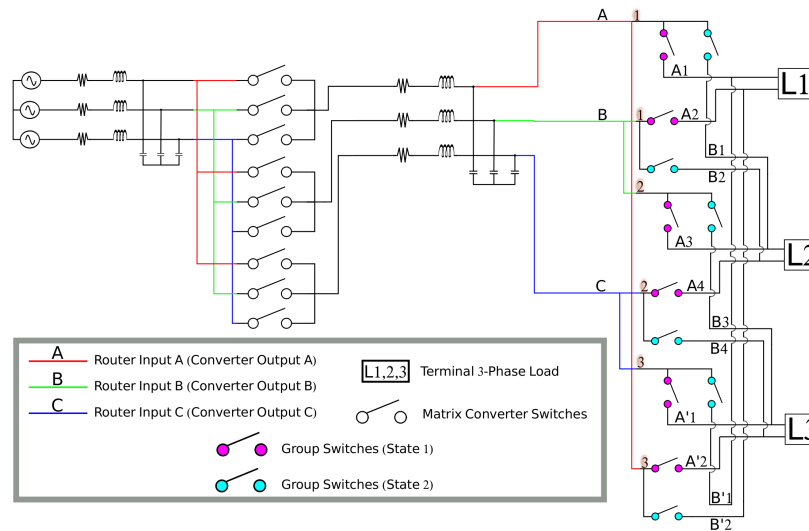 A
1
A1
L1
B
1
A2
B1
B2
2
A3
L2
C
2
A4
B3
B4
3
A'1
L3
3
A'2
B'1
B'2
A Router Input A (Converter Output A)
B Router Input B (Converter Output B)
C Router Input C (Converter Output C)
L1,2,3 Terminal 3-Phase Load
Matrix Converter Switches
Group Switches (State 1)
Group Switches (State 2)